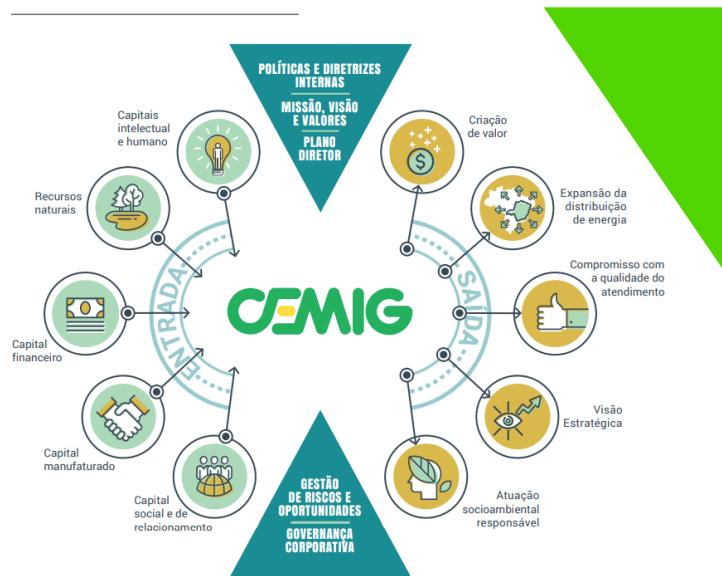 POLÍTICAS E DIRETRIZES
INTERNAS
MISSÃO, VISÃO
E VALORES
PLANO
DIRETOR
Capitais
intelectual
e humano
Recursos
naturais
Capital
financeiro
Capital
manufaturado
Capital
social e de
relacionamento
ENTRADA
CEMIG
SAÍDA
Criação
de valor
$
Expansão da
distribuição
de energia
Compromisso com
a qualidade do
atendimento
Visão
Estratégica
Atuação
socioambiental
responsável
GESTÃO
DE RISCOS E
OPORTUNIDADES
GOVERNANÇA
CORPORATIVA